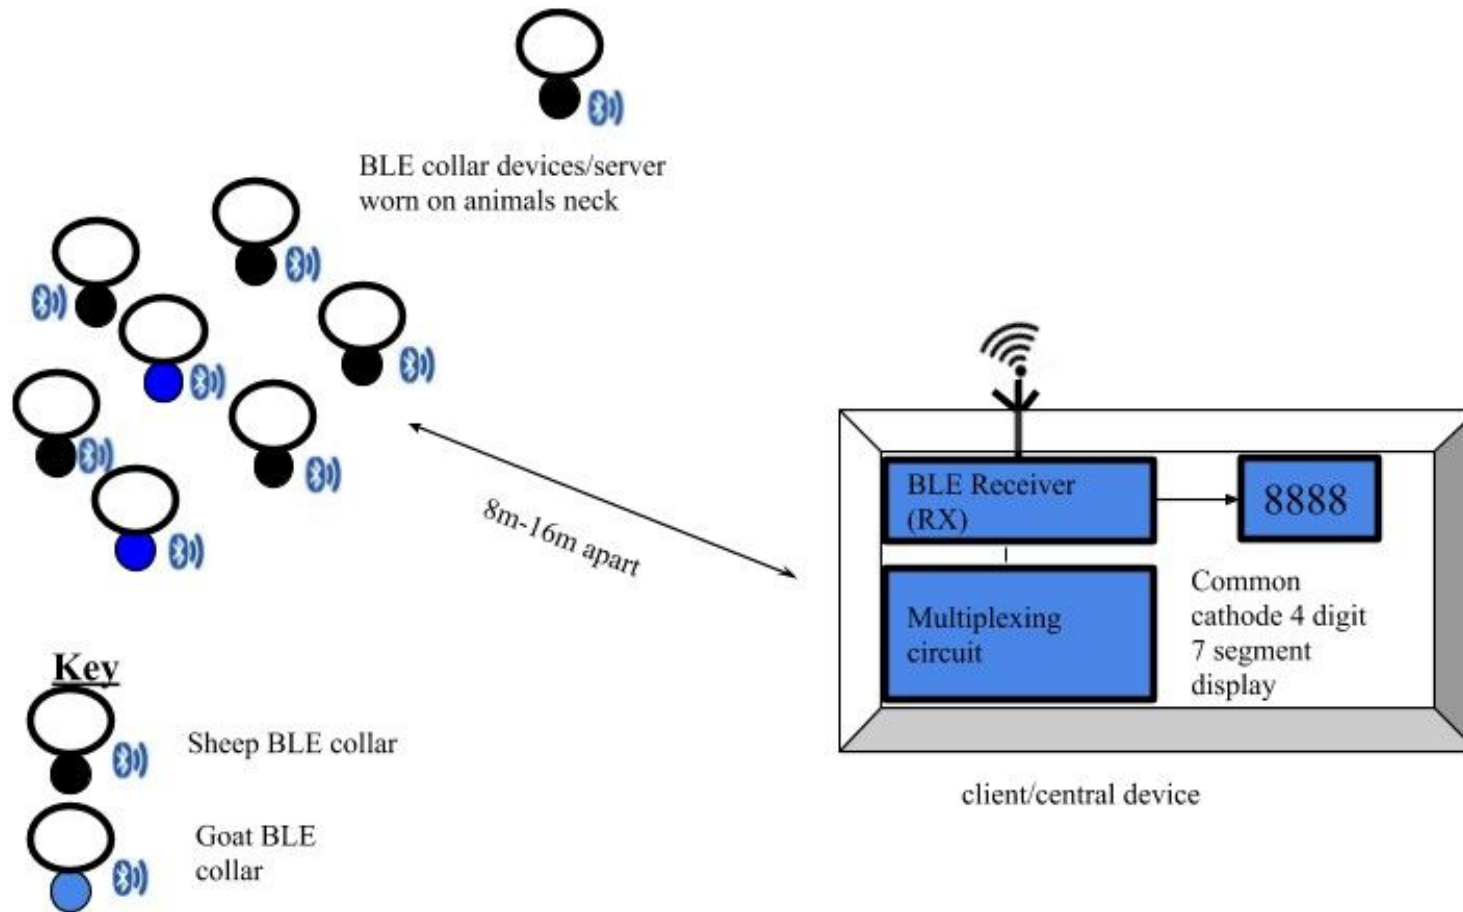 BLE collar devices/server
worn on animals neck
8m-16m apart
BLE Receiver
(RX)
8888
Multiplexing
circuit
Common
cathode 4 digit
7 segment
display
client/central device
Key
Sheep BLE collar
Goat BLE
collar